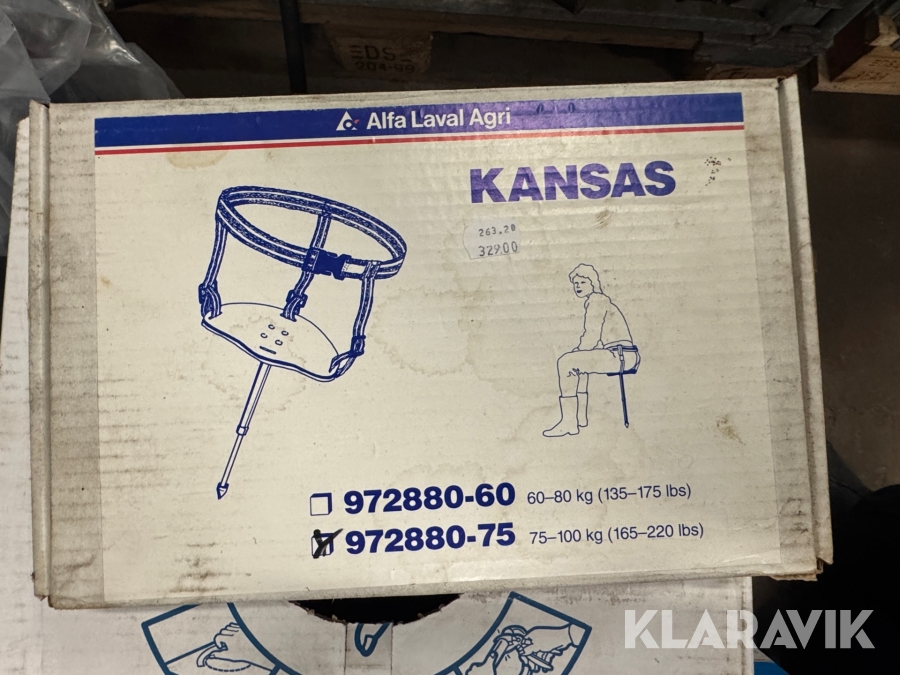 EDS
Alfa Laval Agri
KANSAS
263.20
329.00
972880-60 60–80 kg (135–175 lbs)
972880-75 75–100 kg (165–220 lbs)
KLARAVIK